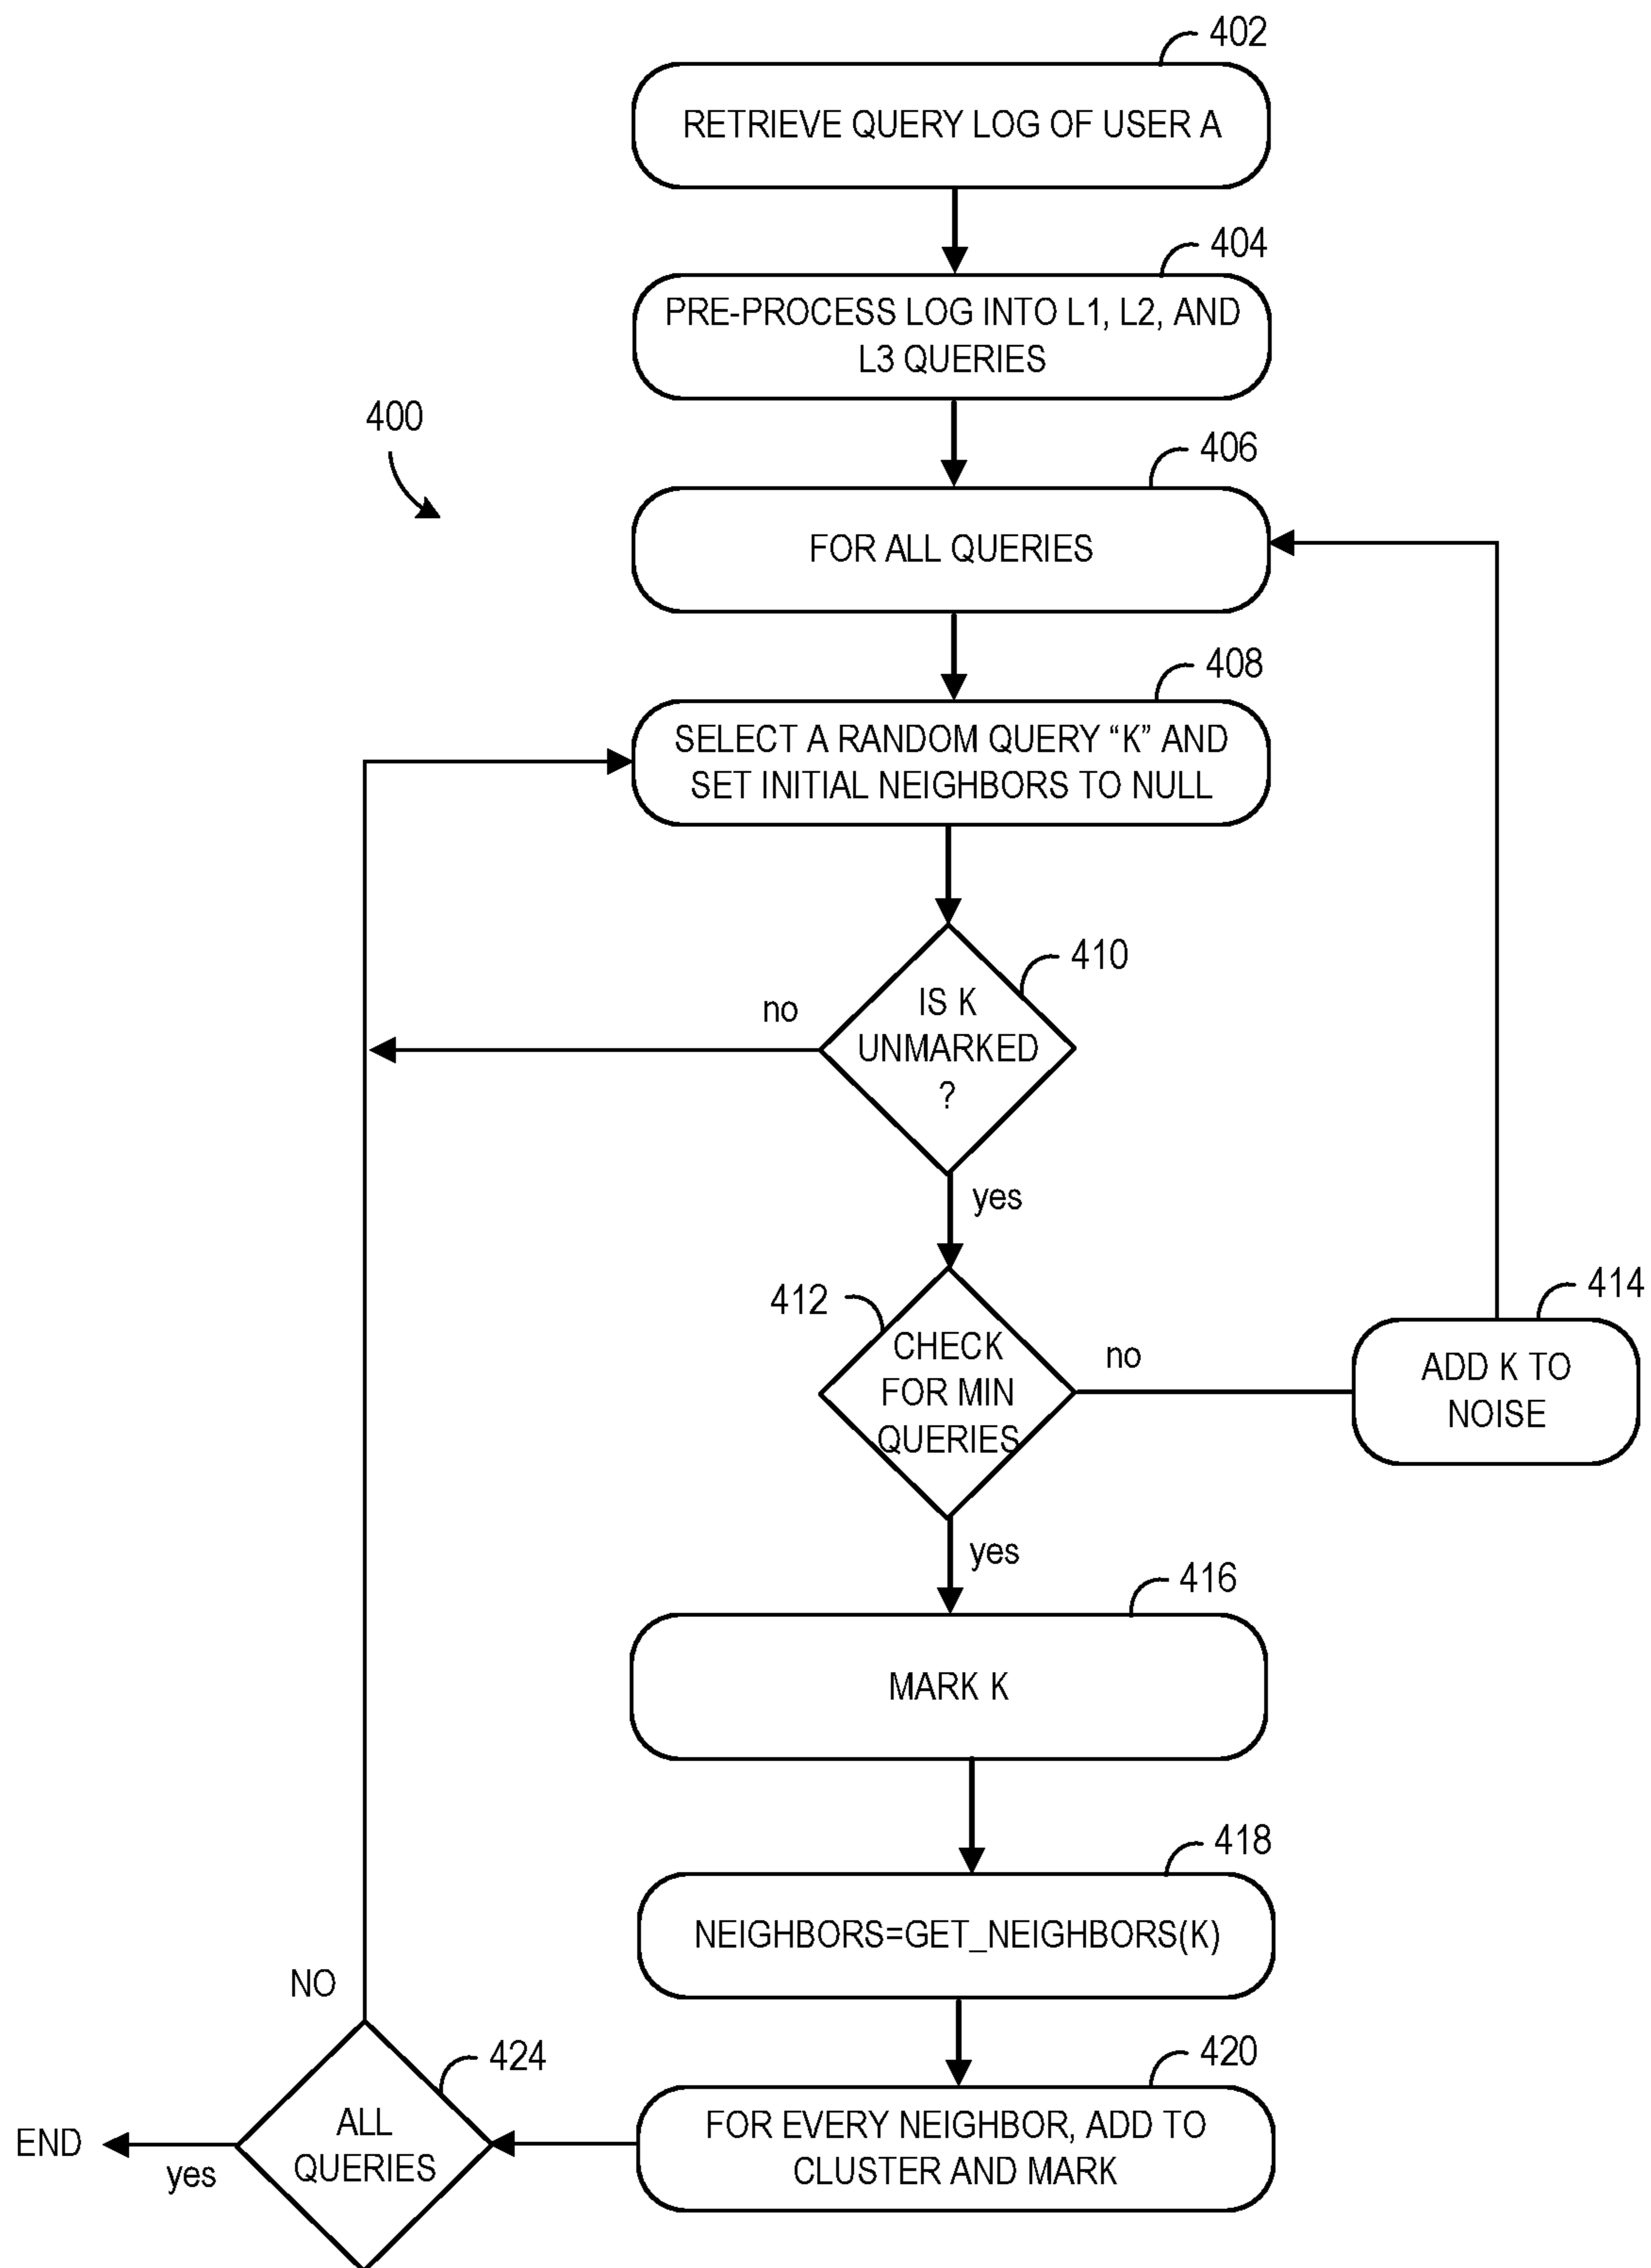 402
RETRIEVE QUERY LOG OF USER A
404
PRE-PROCESS LOG INTO L1, L2, AND
L3 QUERIES
400
406
FOR ALL QUERIES
408
SELECT A RANDOM QUERY “K” AND
SET INITIAL NEIGHBORS TO NULL
410
IS K
UNMARKED
?
no
yes
412
CHECK
FOR MIN
QUERIES
no
414
ADD K TO
NOISE
yes
416
MARK K
418
NEIGHBORS=GET_NEIGHBORS(K)
NO
424
420
FOR EVERY NEIGHBOR, ADD TO
CLUSTER AND MARK
ALL
QUERIES
END
yes